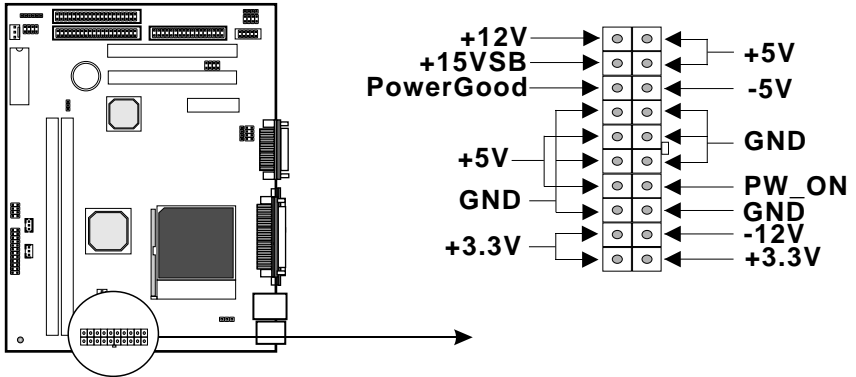 +12V
+15VSB
PowerGood
+5V
GND
+3.3V
+5V
-5V
GND
PW_ON
GND
-12V
+3.3V